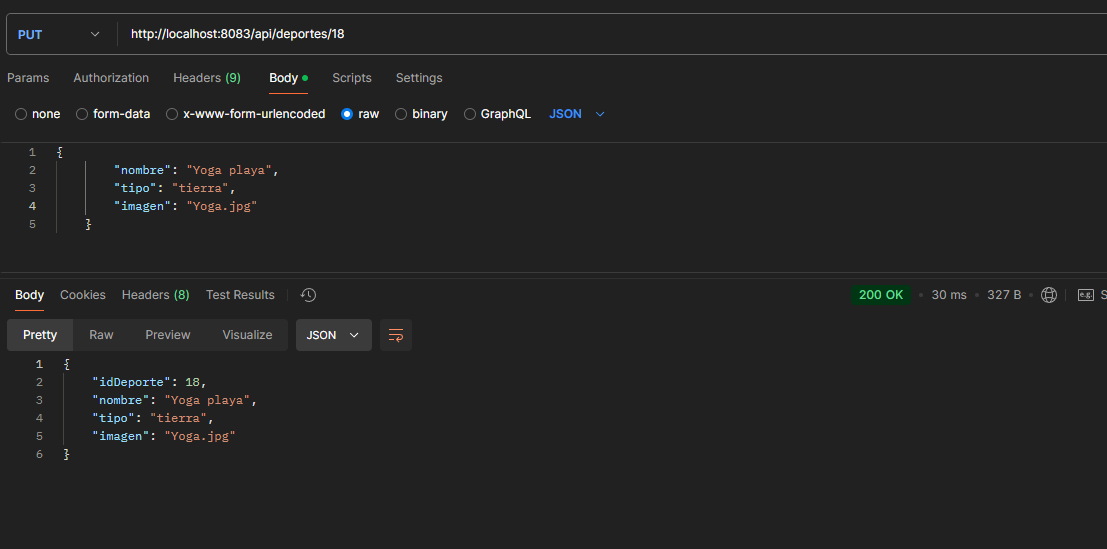 PUT http://localhost:8083/api/deportes/18
Params Authorization Headers (9) Body Scripts Settings
none form-data x-www-form-urlencoded raw binary GraphQL JSON
1 {
2 "nombre": "Yoga playa",
3 "tipo": "tierra",
4 "imagen": "Yoga.jpg"
5 }
Body Cookies Headers (8) Test Results 200 OK 30 ms 327 B e.g. S
Pretty Raw Preview Visualize JSON
1 {
2 "idDeporte": 18,
3 "nombre": "Yoga playa",
4 "tipo": "tierra",
5 "imagen": "Yoga.jpg"
6 }